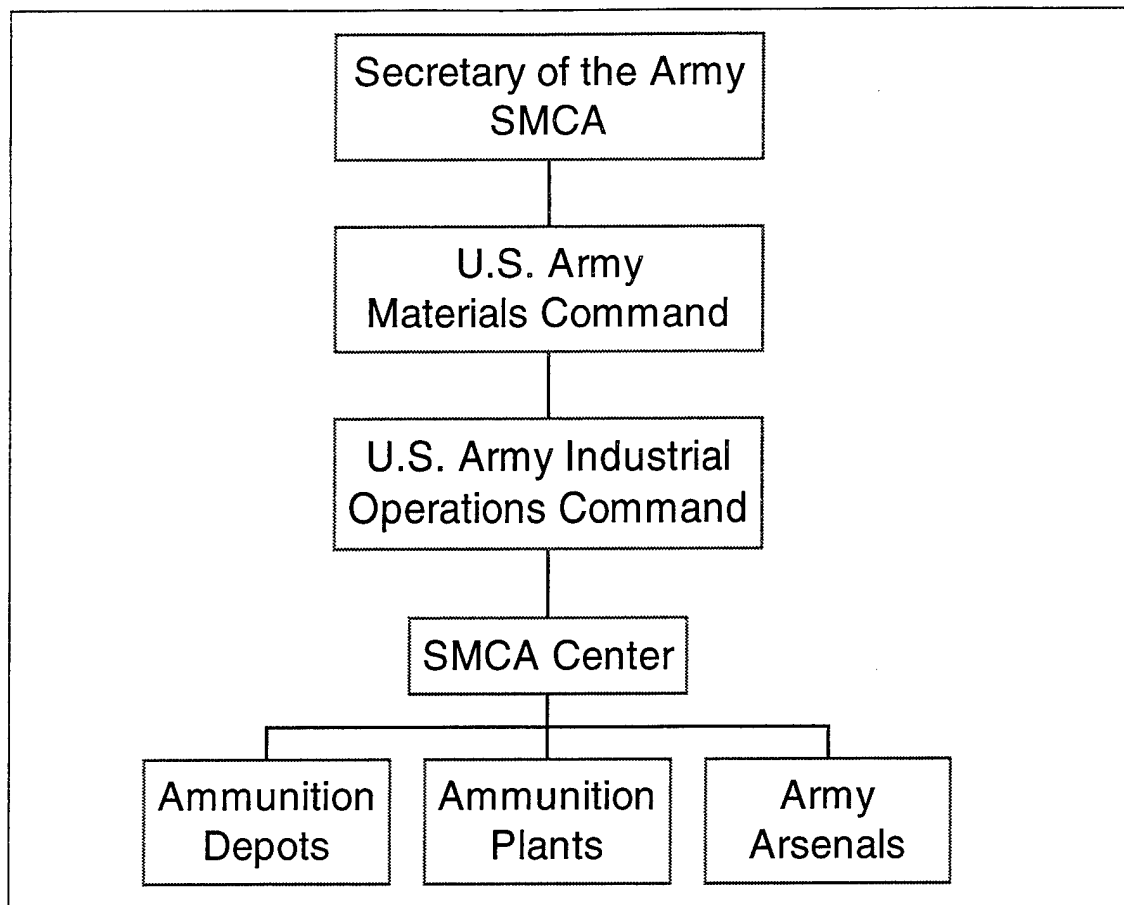 Secretary of the Army
SMCA
U.S. Army
Materials Command
U.S. Army Industrial
Operations Command
SMCA Center
Ammunition
Depots
Ammunition
Plants
Army
Arsenals